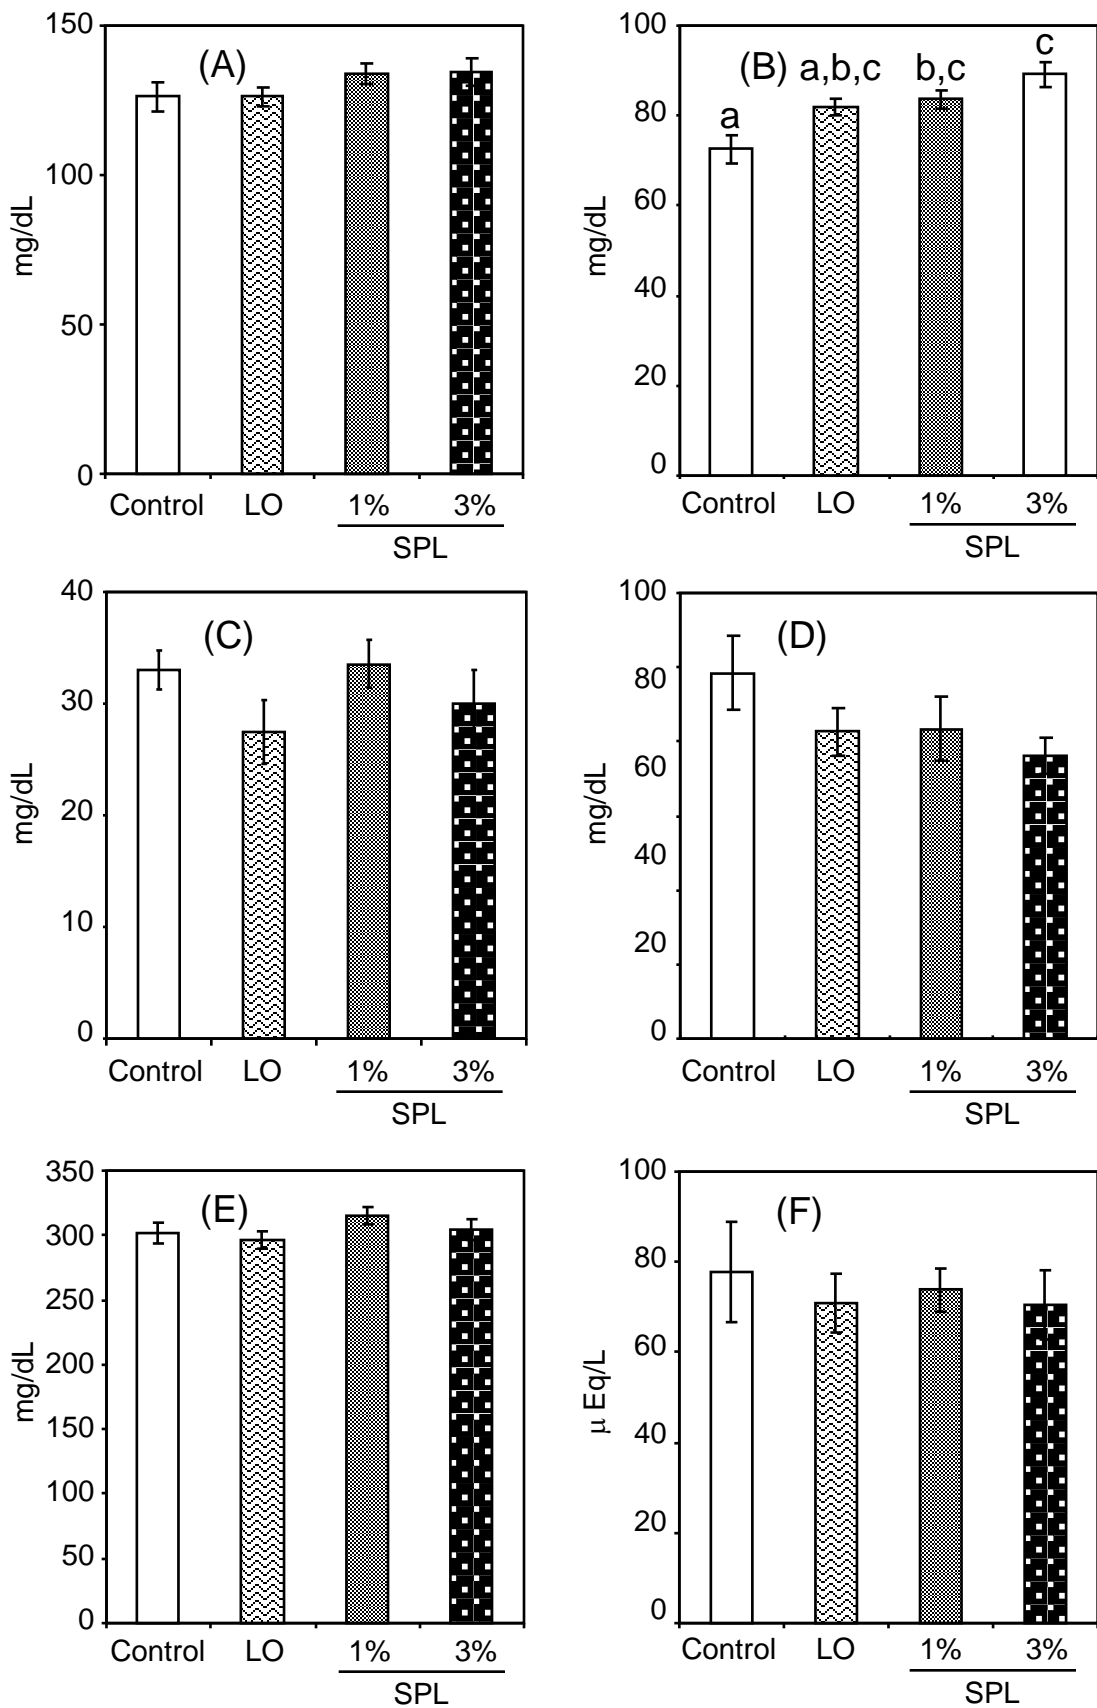 150
100
50
0
mg/dL
(A)
Control LO 1% 3%
SPL
100
80
60
40
20
0
mg/dL
(B) a a,b,c b,c c
Control LO 1% 3%
SPL
40
30
20
10
0
mg/dL
(C)
Control LO 1% 3%
SPL
100
80
60
40
20
0
mg/dL
(D)
Control LO 1% 3%
SPL
350
300
250
200
150
100
50
0
mg/dL
(E)
Control LO 1% 3%
SPL
100
80
60
40
20
0
μ Eq/L
(F)
Control LO 1% 3%
SPL